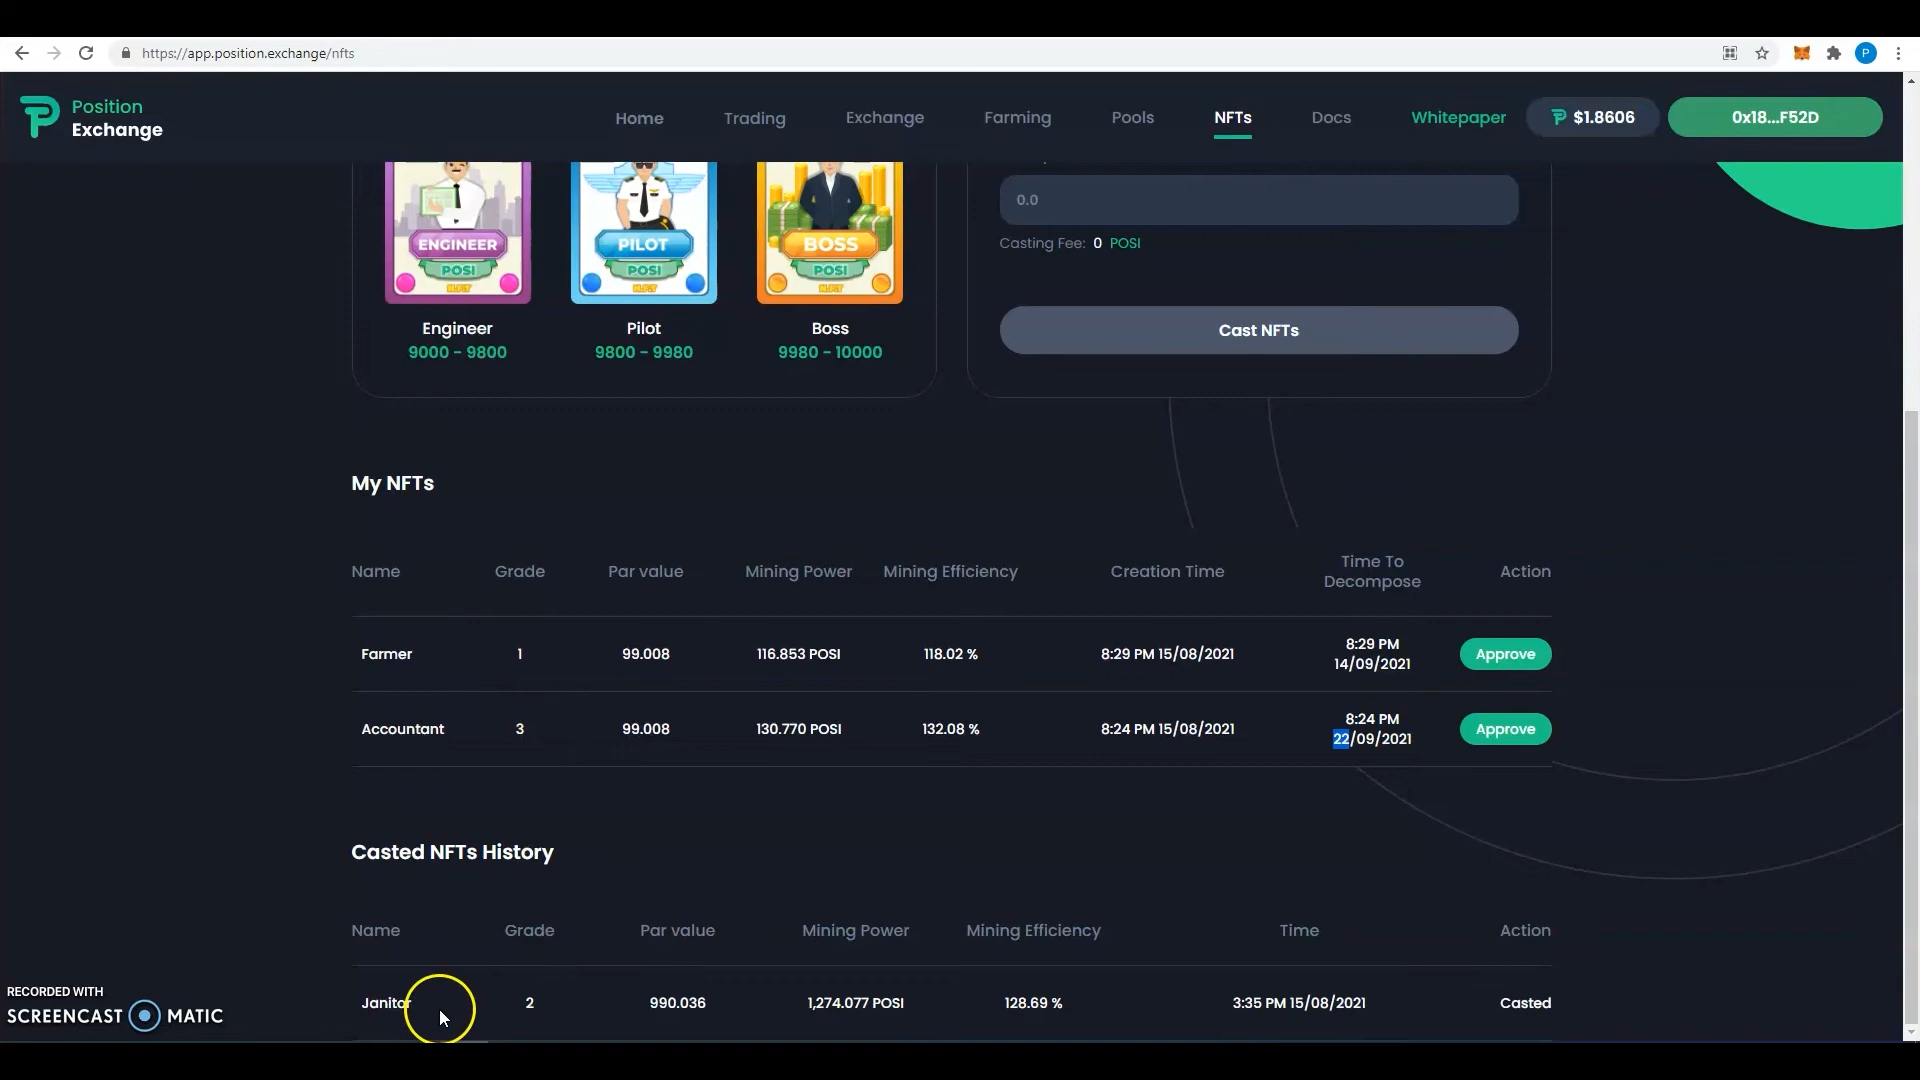 https://app.position.exchange/nfts
P
Position
Exchange
Home
Trading
Exchange
Farming
Pools
NFTs
Docs
Whitepaper
$1.8606
0x18...F52D
ENGINEER
POSI
NFT
PILOT
POSI
NFT
BOSS
POSI
NFT
Engineer
9000 - 9800
Pilot
9800 - 9980
Boss
9980 - 10000
0.0
Casting Fee: 0 POSI
Cast NFTs
My NFTs
Name
Grade
Par value
Mining Power
Mining Efficiency
Creation Time
Time To
Decompose
Action
Farmer
1
99.008
116.853 POSI
118.02 %
8:29 PM 15/08/2021
8:29 PM
14/09/2021
Approve
Accountant
3
99.008
130.770 POSI
132.08 %
8:24 PM 15/08/2021
8:24 PM
22/09/2021
Approve
Casted NFTs History
Name
Grade
Par value
Mining Power
Mining Efficiency
Time
Action
Janitor
2
990.036
1,274.077 POSI
128.69 %
3:35 PM 15/08/2021
Casted
RECORDED WITH
SCREENCAST MATIC